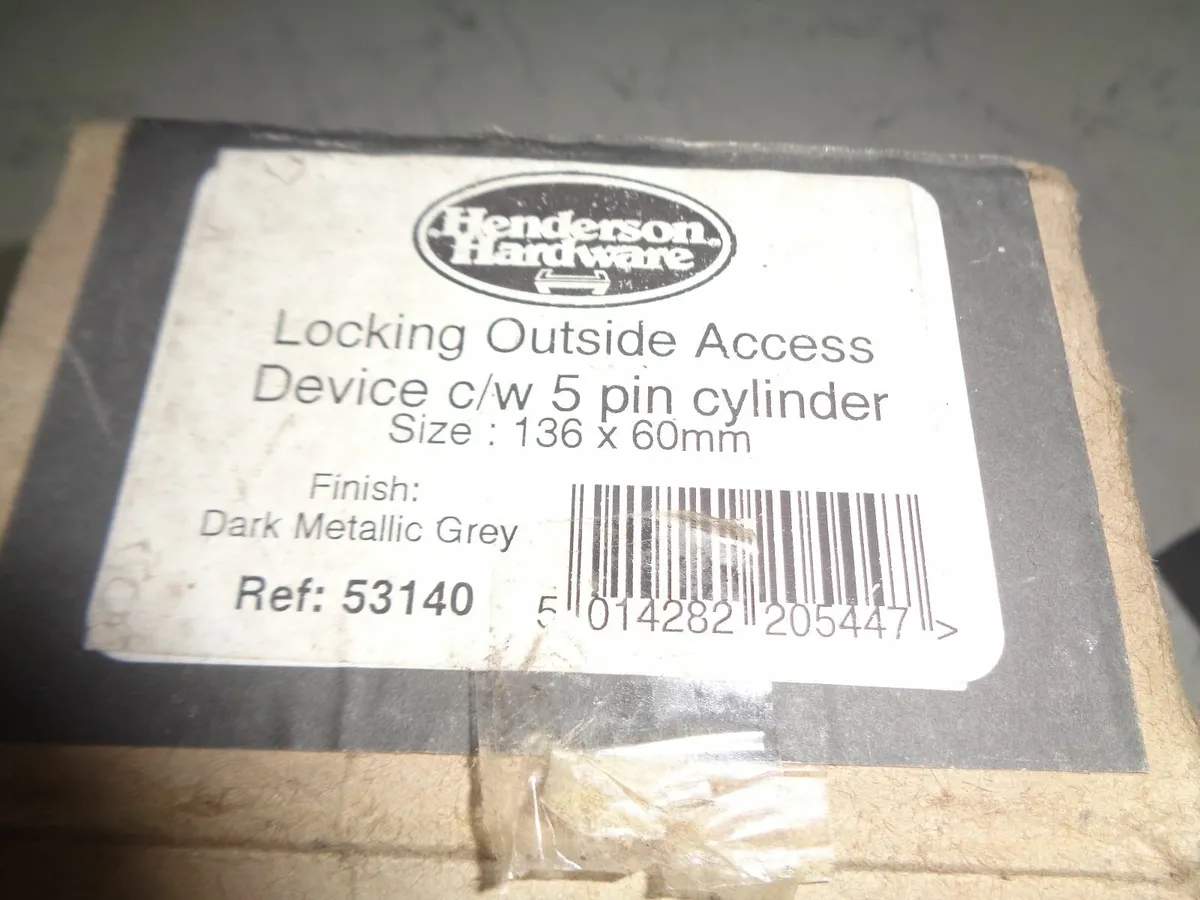 Henderson
Hardware
Locking Outside Access
Device c/w 5 pin cylinder
Size : 136 x 60mm
Finish:
Dark Metallic Grey
Ref: 53140
5 014282 205447 >